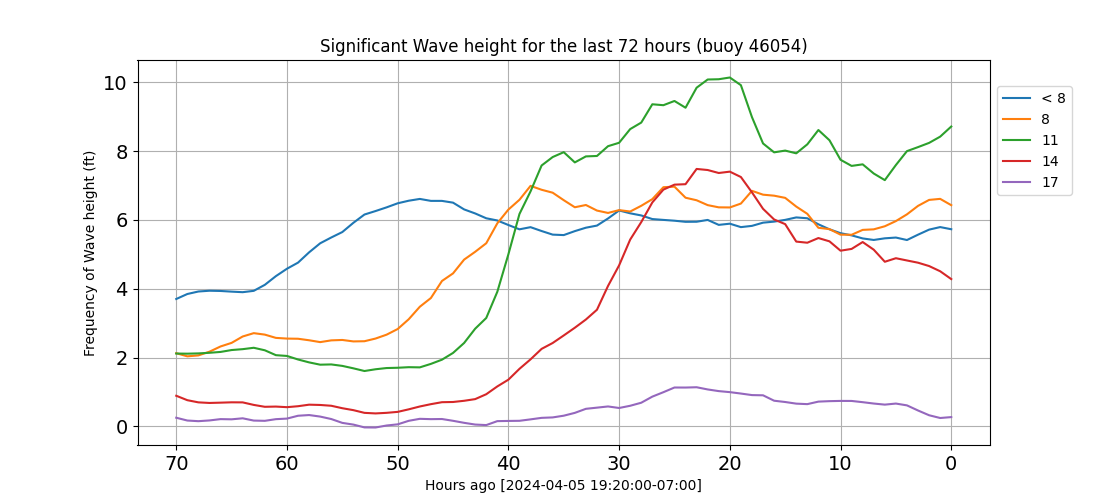 Significant Wave height for the last 72 hours (buoy 46054)
Frequency of Wave height (ft)
10
8
6
4
2
0
70 60 50 40 30 20 10 0
Hours ago [2024-04-05 19:20:00-07:00]
< 8
8
11
14
17